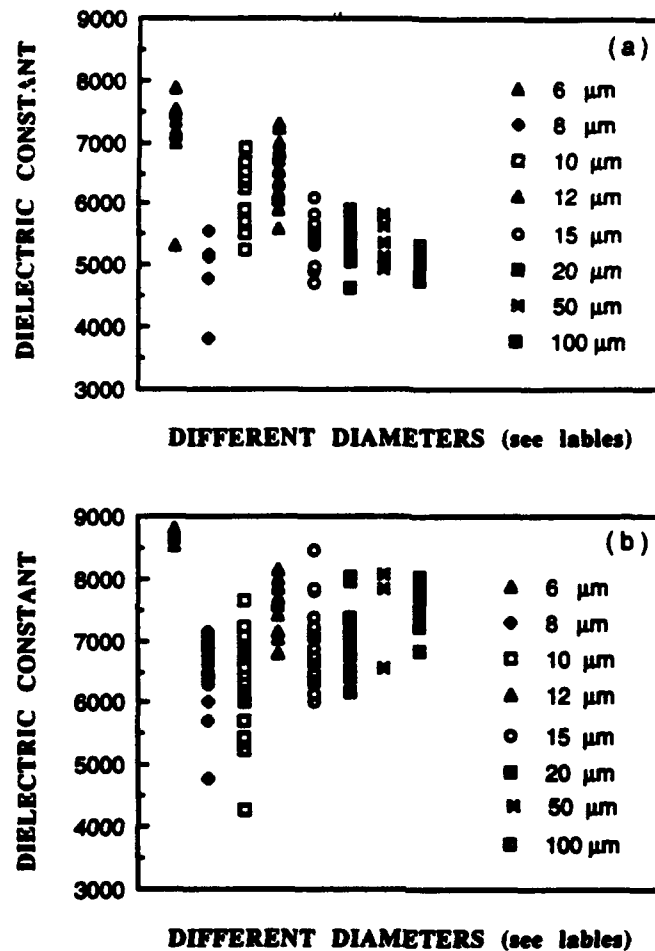 9000
8000
7000
6000
5000
4000
3000
DIELECTRIC CONSTANT
(a)
6 µm
8 µm
10 µm
12 µm
15 µm
20 µm
50 µm
100 µm
DIFFERENT DIAMETERS (see lables)
9000
8000
7000
6000
5000
4000
3000
DIELECTRIC CONSTANT
(b)
6 µm
8 µm
10 µm
12 µm
15 µm
20 µm
50 µm
100 µm
DIFFERENT DIAMETERS (see lables)